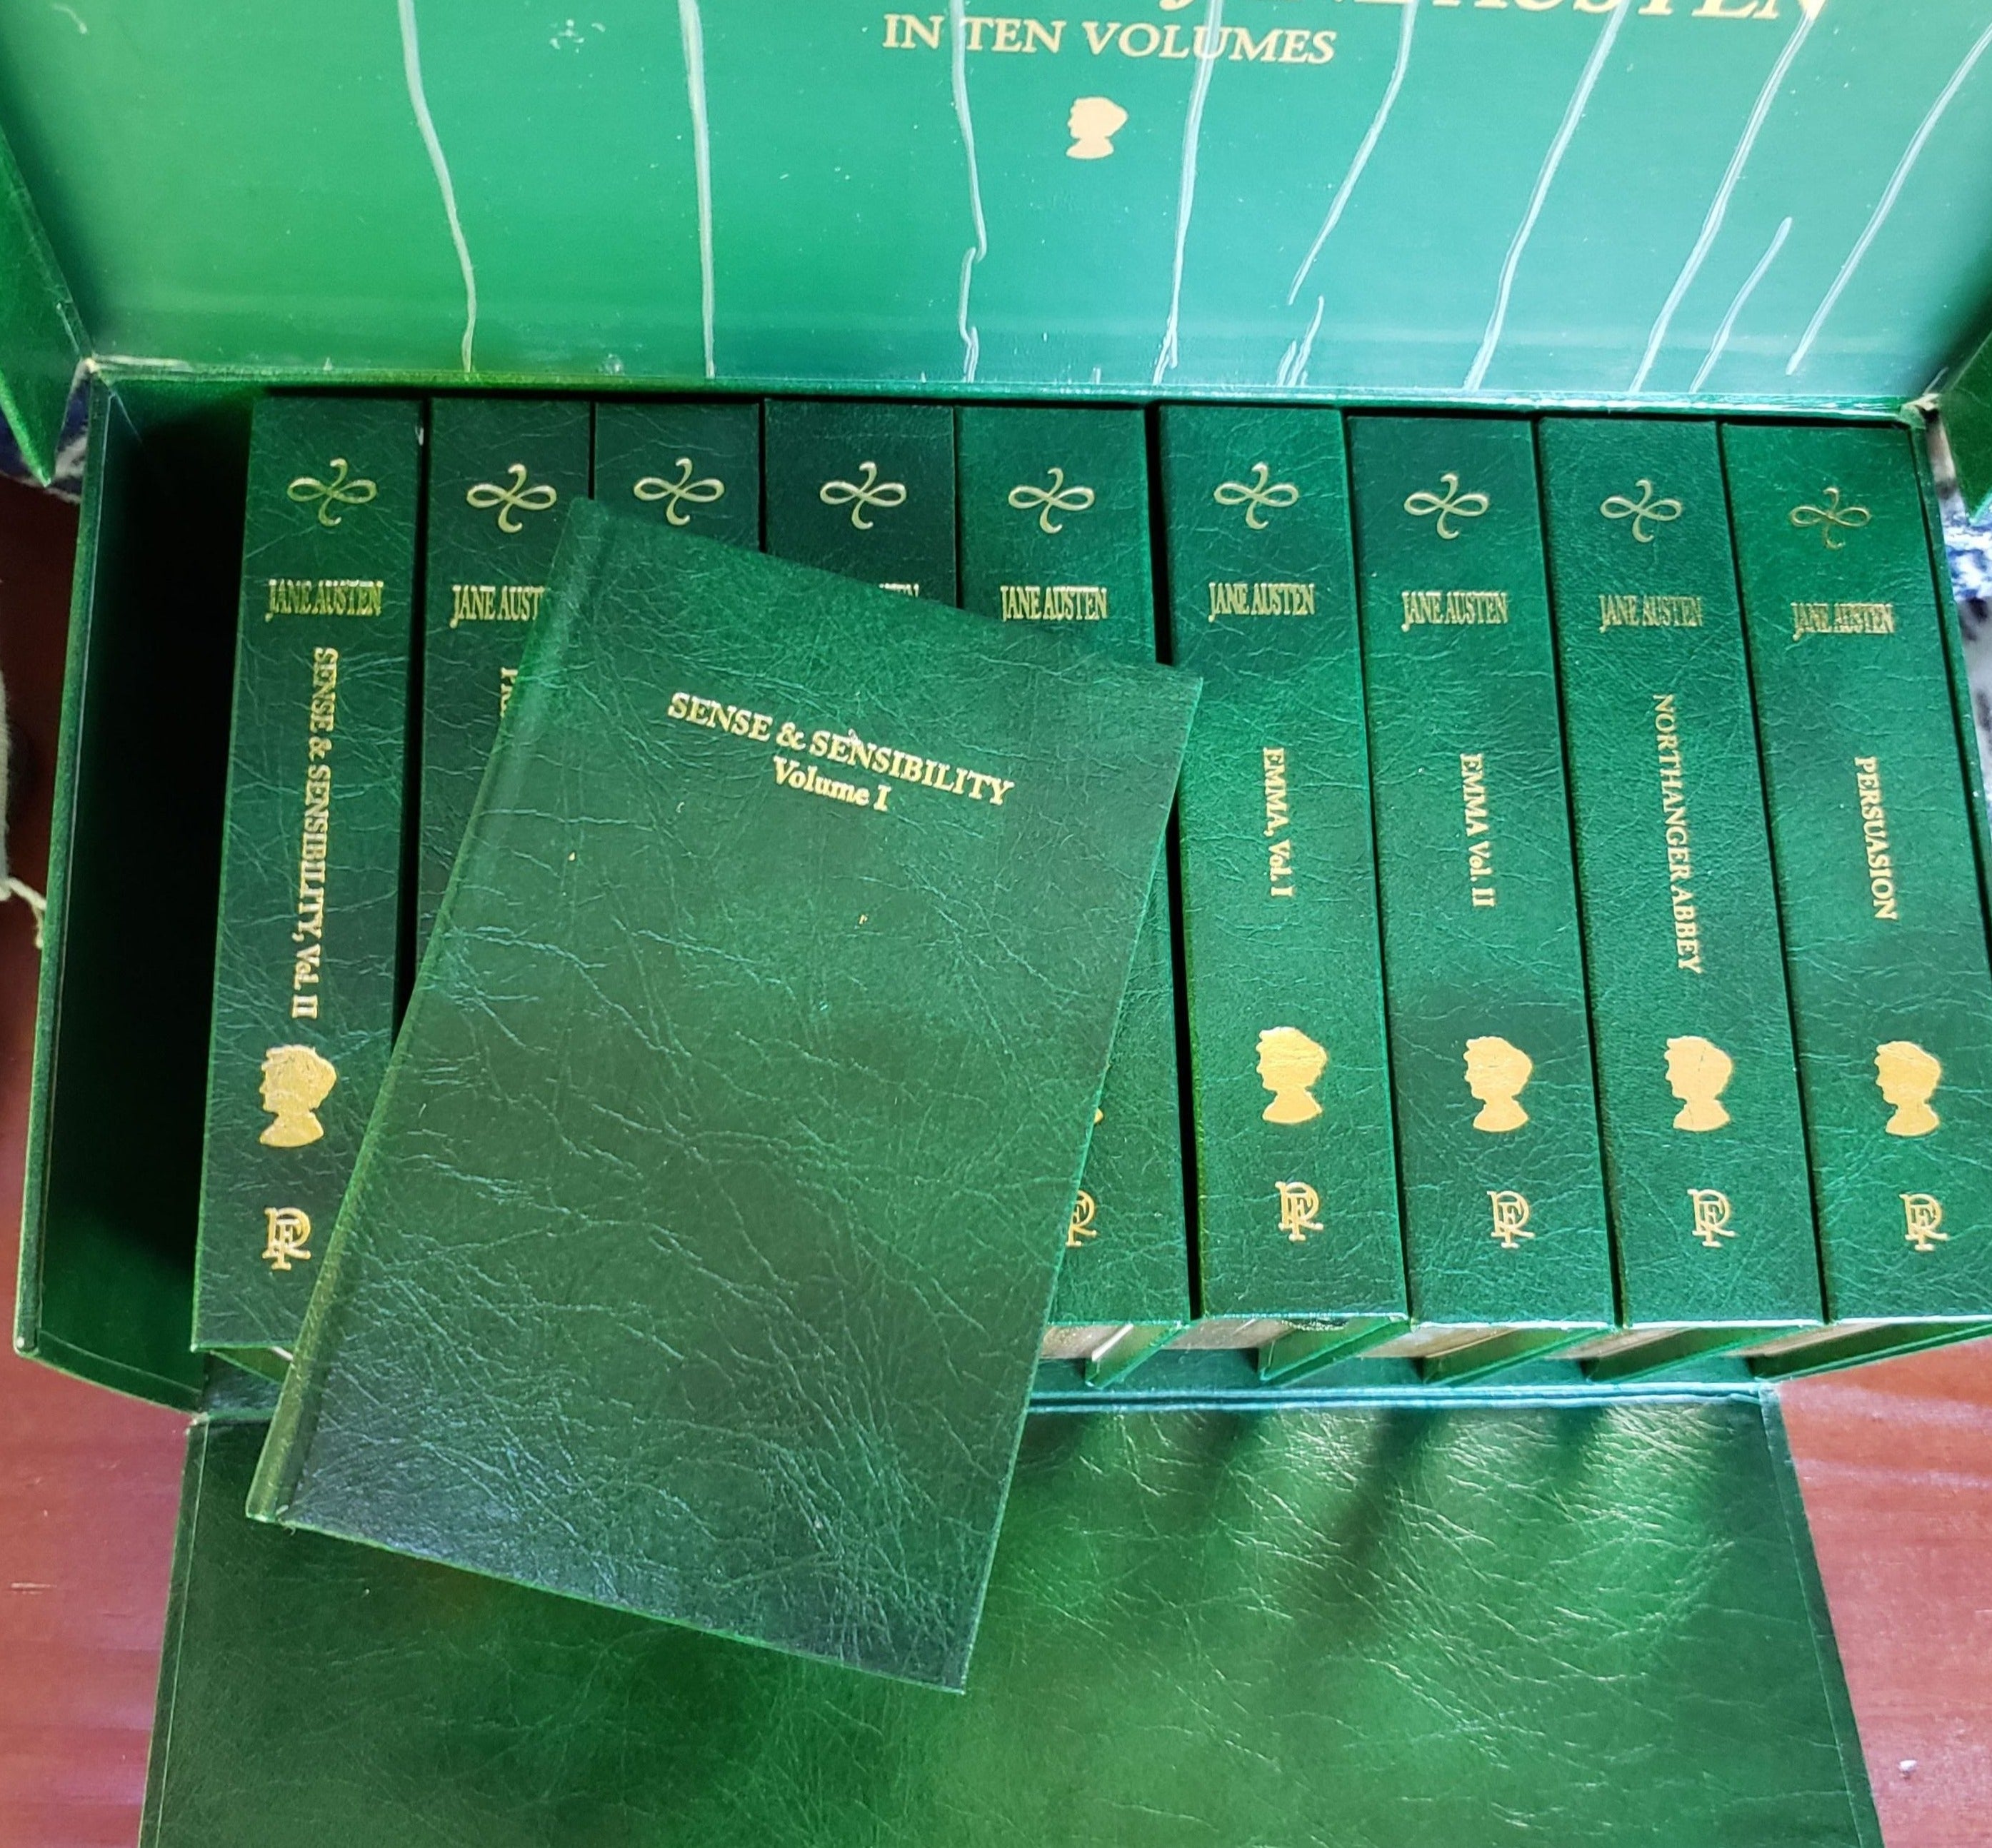 JANE AUSTEN
IN TEN VOLUMES
JANE AUSTEN
SENSE & SENSIBILITY, Vol. II
JANE
SENSE & SENSIBILITY
Volume I
JANE AUSTEN
JANE AUSTEN
EMMA, Vol. I
JANE AUSTEN
EMMA Vol. II
JANE AUSTEN
NORTHANGER ABBEY
JANE AUSTEN
PERSUASION